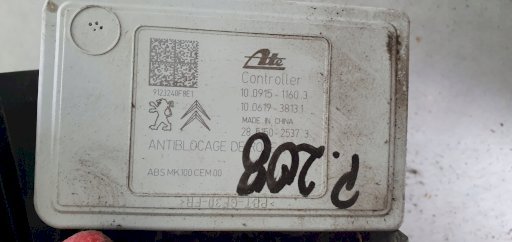 Ate
Controller
10.0915-1160.3
10.0619-3813.1
MADE IN CHINA
28.5150-2537.3
ANTIBLOCAGE DE RO
ABS MK100 CEM 00
P.208